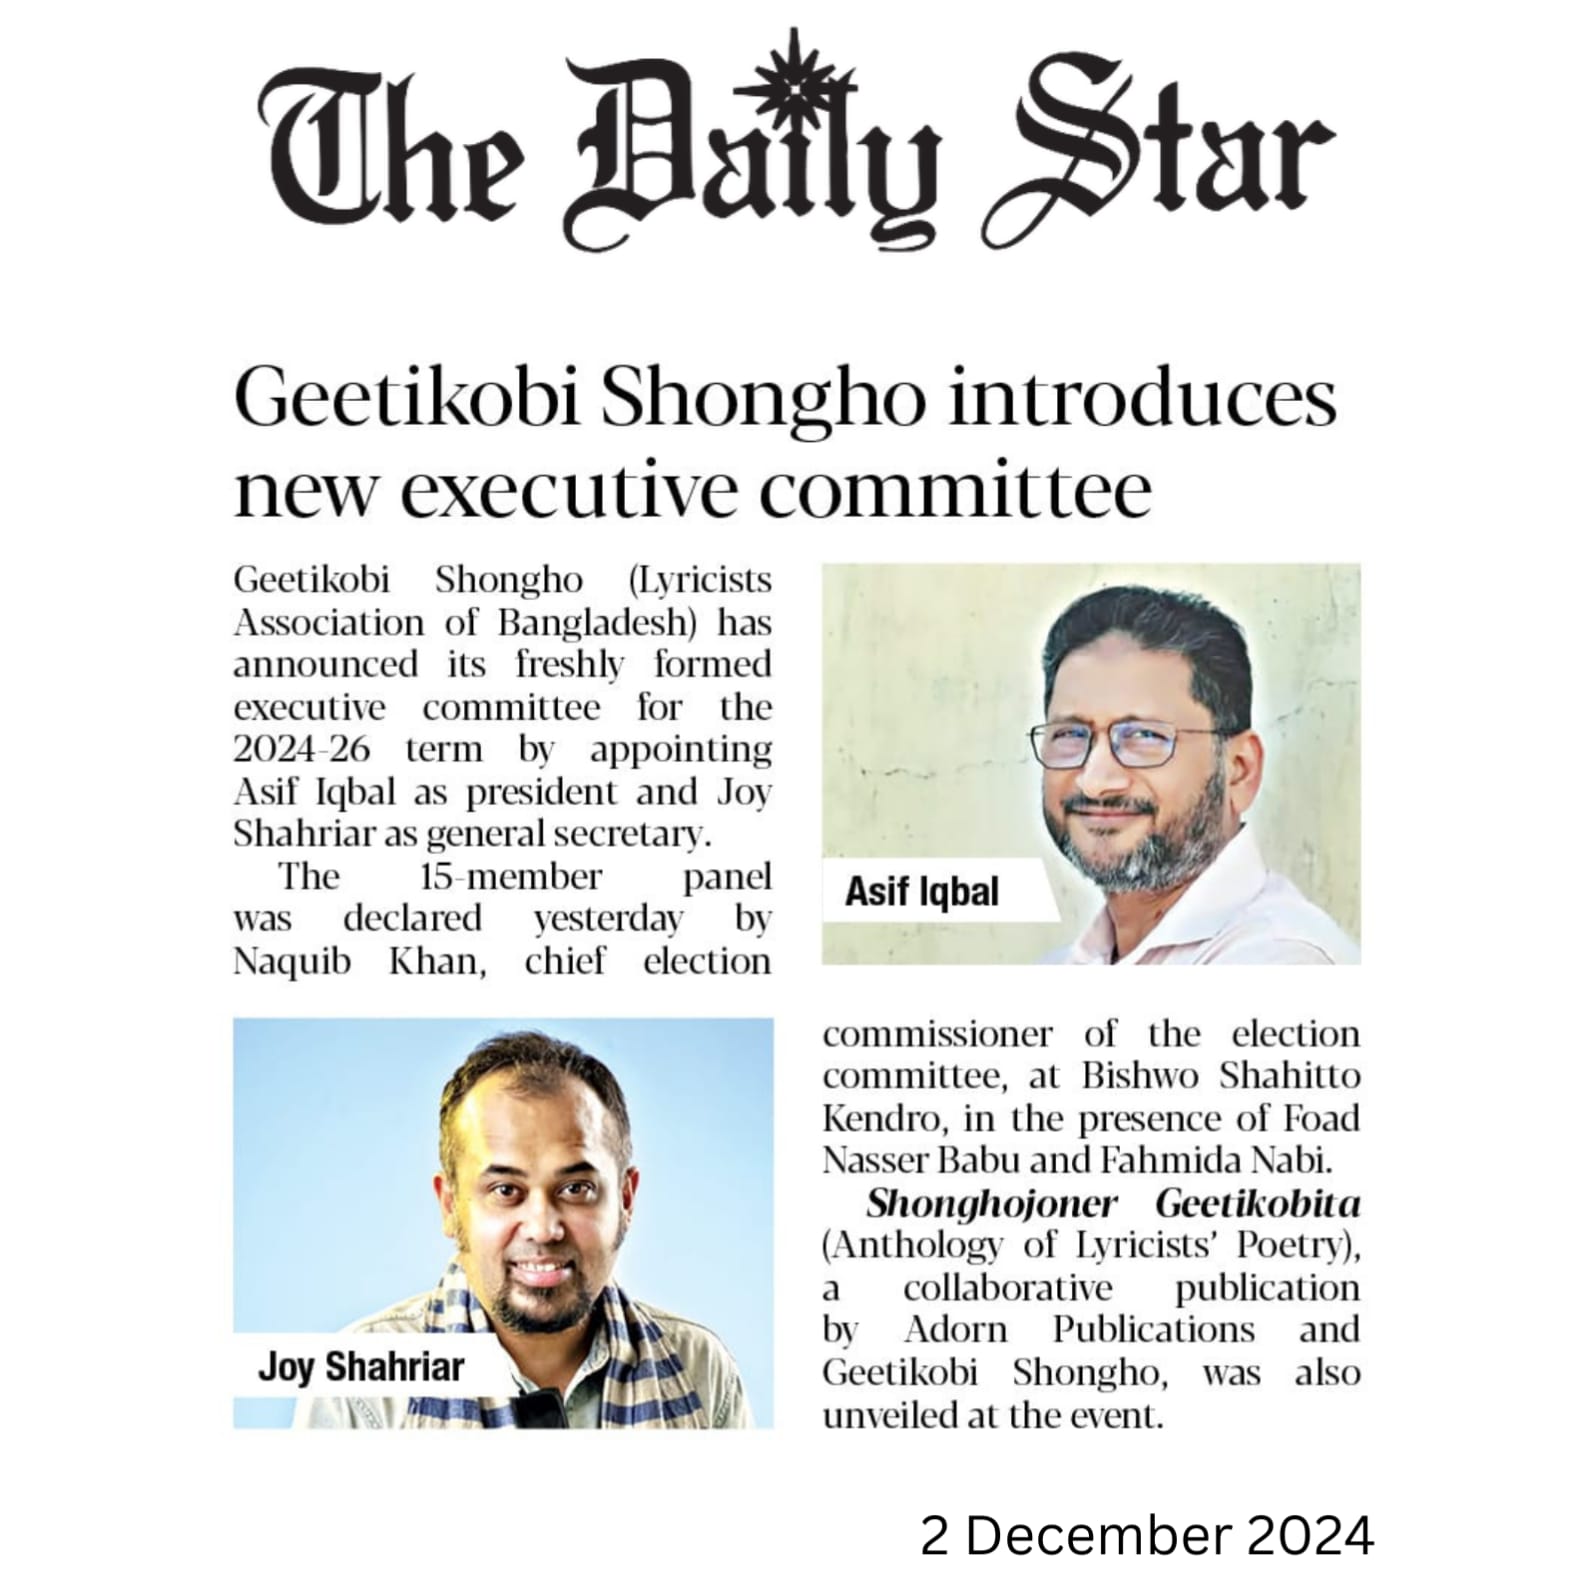 The Daily Star
Geetikobi Shongho introduces
new executive committee
Geetikobi Shongho (Lyricists
Association of Bangladesh) has
announced its freshly formed
executive committee for the
2024-26 term by appointing
Asif Iqbal as president and Joy
Shahriar as general secretary.
The 15-member panel
was declared yesterday by
Naquib Khan, chief election
Asif Iqbal
Joy Shahriar
commissioner of the election
committee, at Bishwo Shahitto
Kendro, in the presence of Foad
Nasser Babu and Fahmida Nabi.
Shonghojoner Geetikobita
(Anthology of Lyricists’ Poetry),
a collaborative publication
by Adorn Publications and
Geetikobi Shongho, was also
unveiled at the event.
2 December 2024